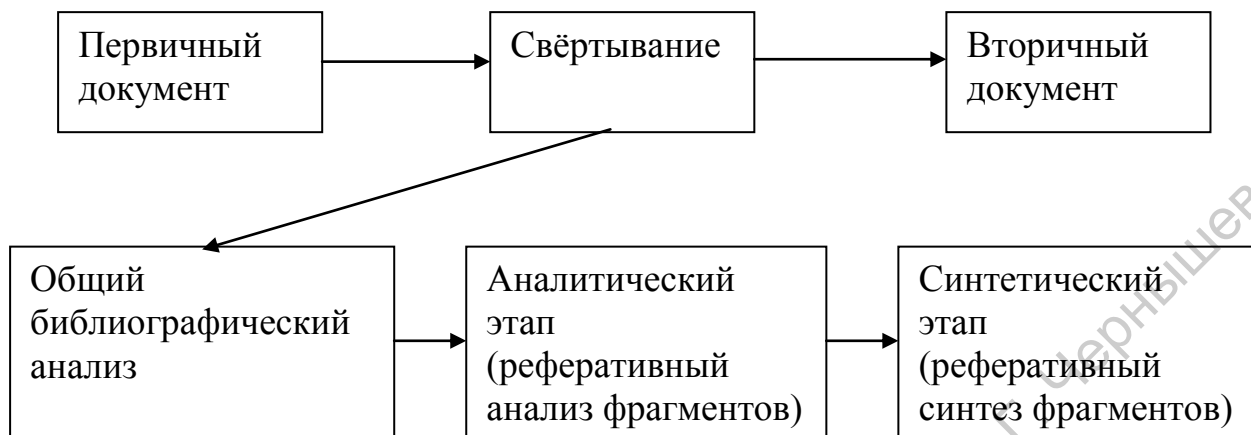 Первичный
документ
Свёртывание
Вторичный
документ
Общий
библиографический
анализ
Аналитический
этап
(реферативный
анализ фрагментов)
Синтетический
этап
(реферативный
синтез фрагментов)